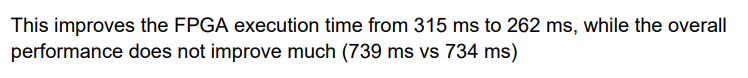 This improves the FPGA execution time from 315 ms to 262 ms, while the overall
performance does not improve much (739 ms vs 734 ms)